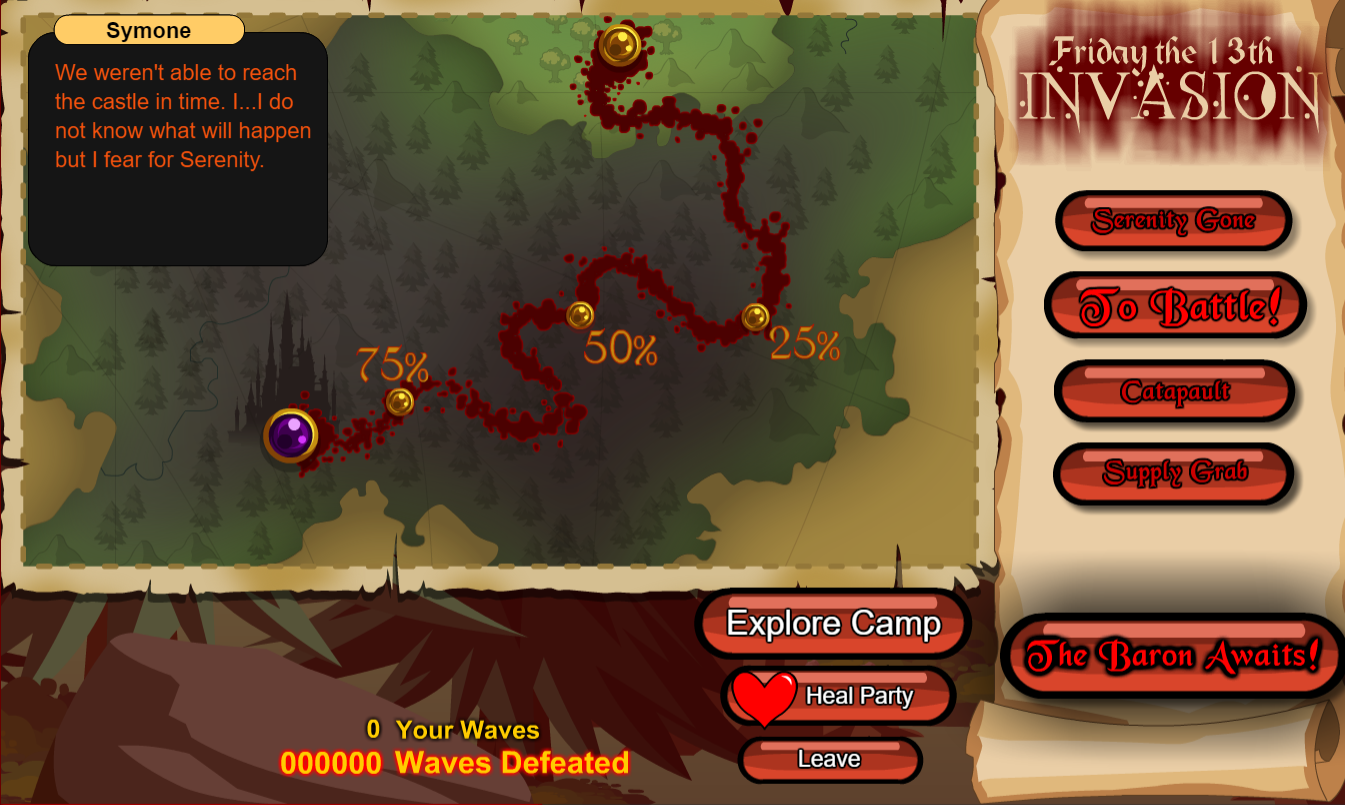 Symone
We weren't able to reach
the castle in time. I...I do
not know what will happen
but I fear for Serenity.
75%
50%
25%
Friday the 13th
INVASION
Serenity Gone
To Battle!
Catapault
Supply Grab
The Baron Awaits!
Explore Camp
Heal Party
Leave
0 Your Waves
000000 Waves Defeated